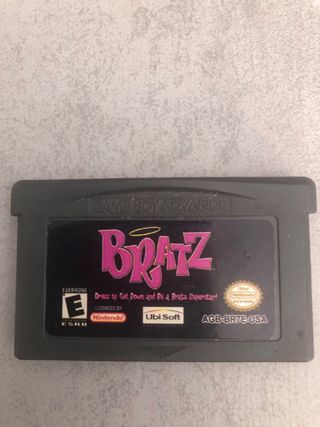 GAME BOY ADVANCE
BRATZ
Dress up Get Down and Be a Bratz Superstar!
EVERYONE
E
ESRB
LICENSED BY
Nintendo
Ubi Soft
AGB-BR7E-USA